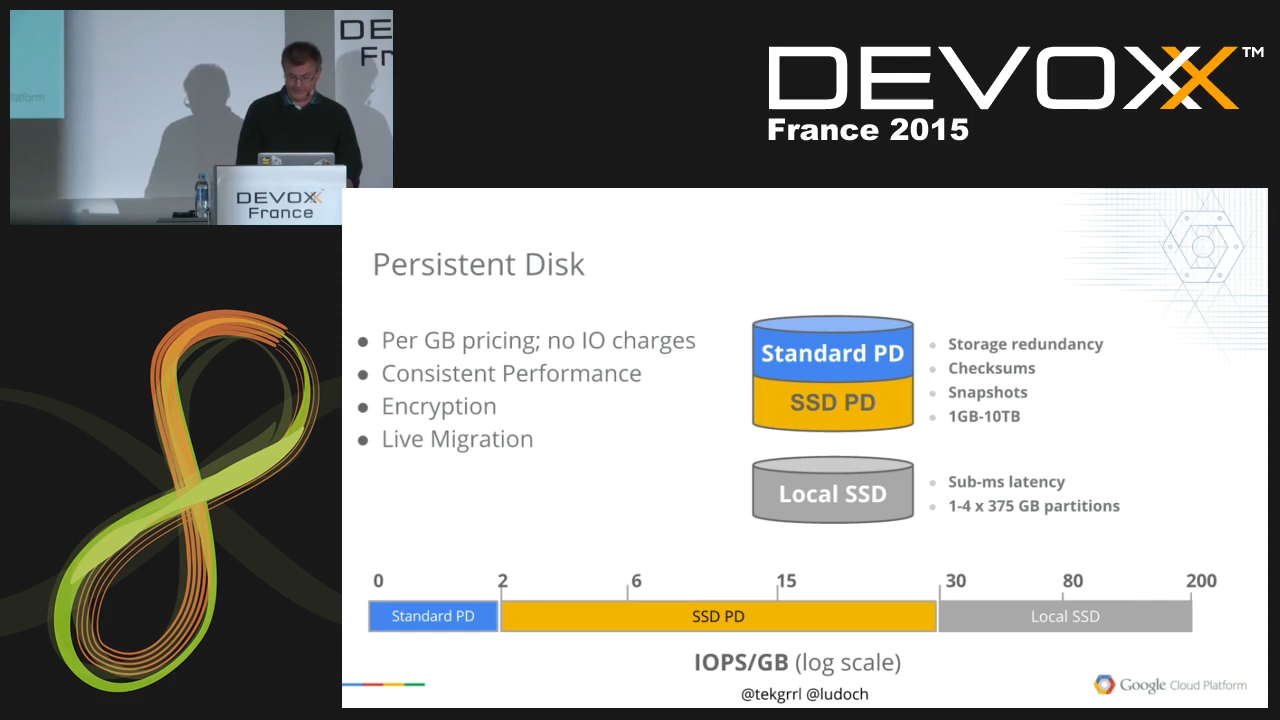 DE
Fr
latform
DEVOXX
France
DEVOXX™
France 2015
Persistent Disk
● Per GB pricing; no IO charges
● Consistent Performance
● Encryption
● Live Migration
Standard PD
SSD PD
● Storage redundancy
● Checksums
● Snapshots
● 1GB-10TB
Local SSD
● Sub-ms latency
● 1-4 x 375 GB partitions
0 2 6 15 30 80 200
Standard PD SSD PD Local SSD
IOPS/GB (log scale)
@tekgrrl @ludoch
Google Cloud Platform